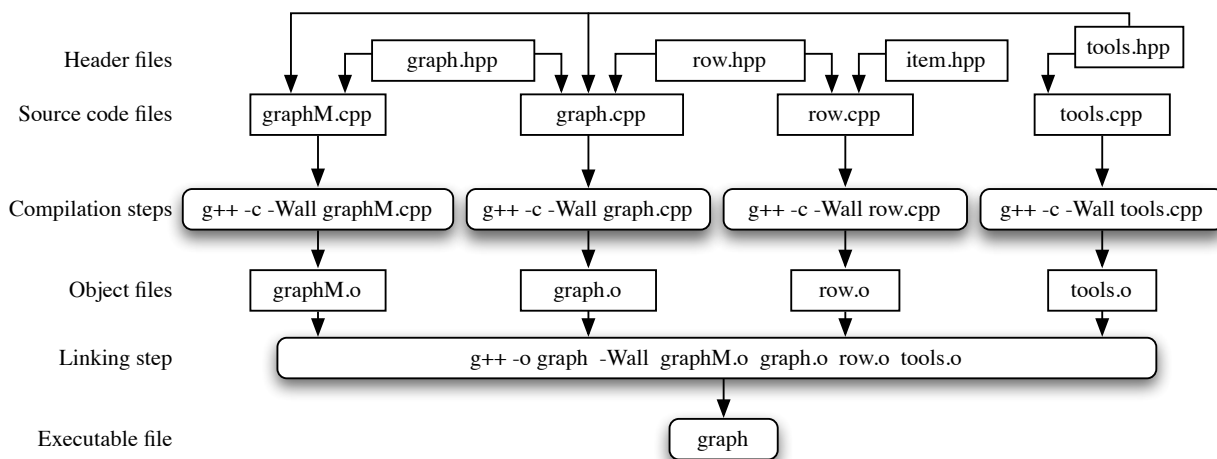 Header files graph.hpp row.hpp item.hpp tools.hpp
Source code files graphM.cpp graph.cpp row.cpp tools.cpp
Compilation steps g++ -c -Wall graphM.cpp g++ -c -Wall graph.cpp g++ -c -Wall row.cpp g++ -c -Wall tools.cpp
Object files graphM.o graph.o row.o tools.o
Linking step g++ -o graph -Wall graphM.o graph.o row.o tools.o
Executable file graph